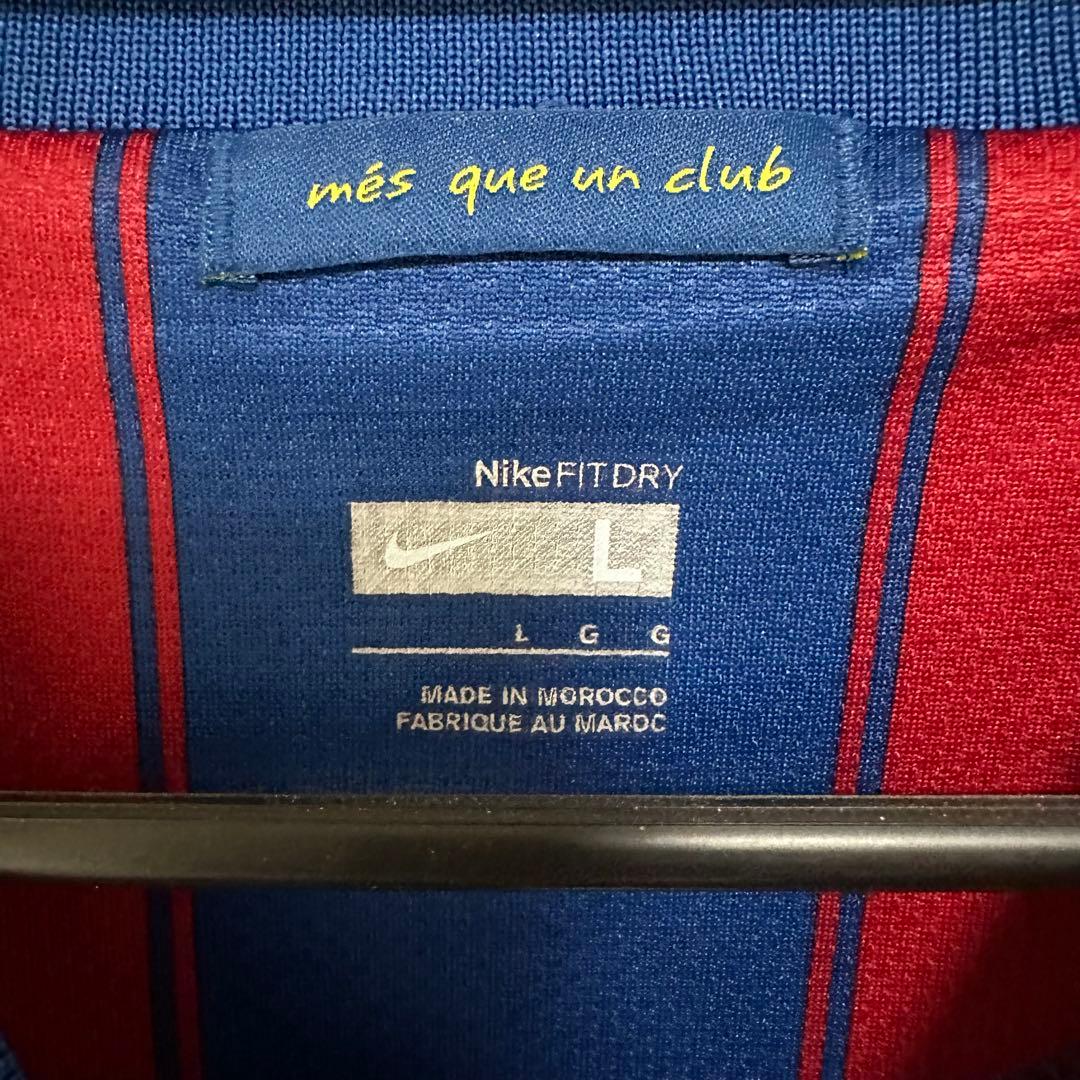 més que un club
NikeFITDRY
L
L G G
MADE IN MOROCCO
FABRIQUE AU MAROC